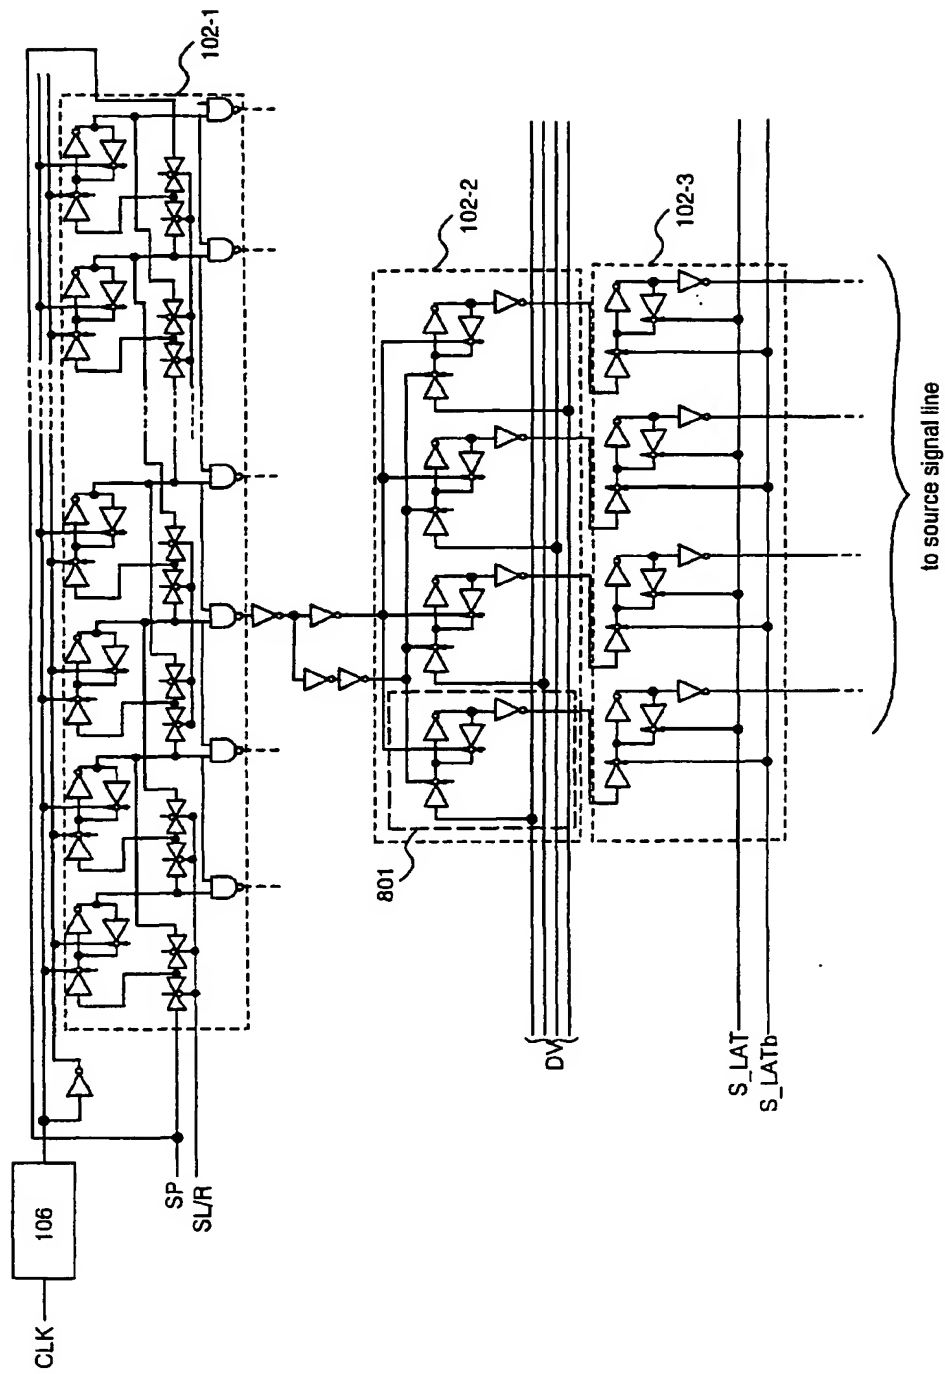 CLK
106
SP
SL/R
102-1
102-2
801
DV
102-3
S_LAT
S_LATb
to source signal line